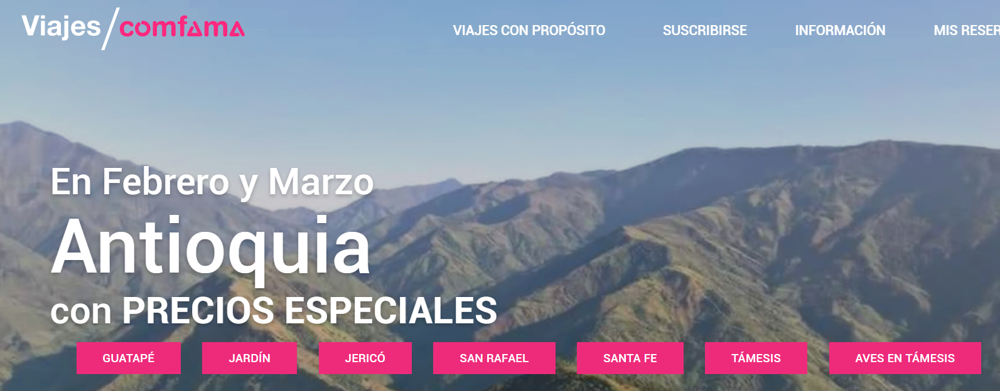 Viajes/comfama
VIAJES CON PROPÓSITO SUSCRIBIRSE INFORMACIÓN MIS RESER
En Febrero y Marzo
Antioquia
con PRECIOS ESPECIALES
GUATAPÉ JARDÍN JERICÓ SAN RAFAEL SANTA FE TÁMESIS AVES EN TÁMESIS